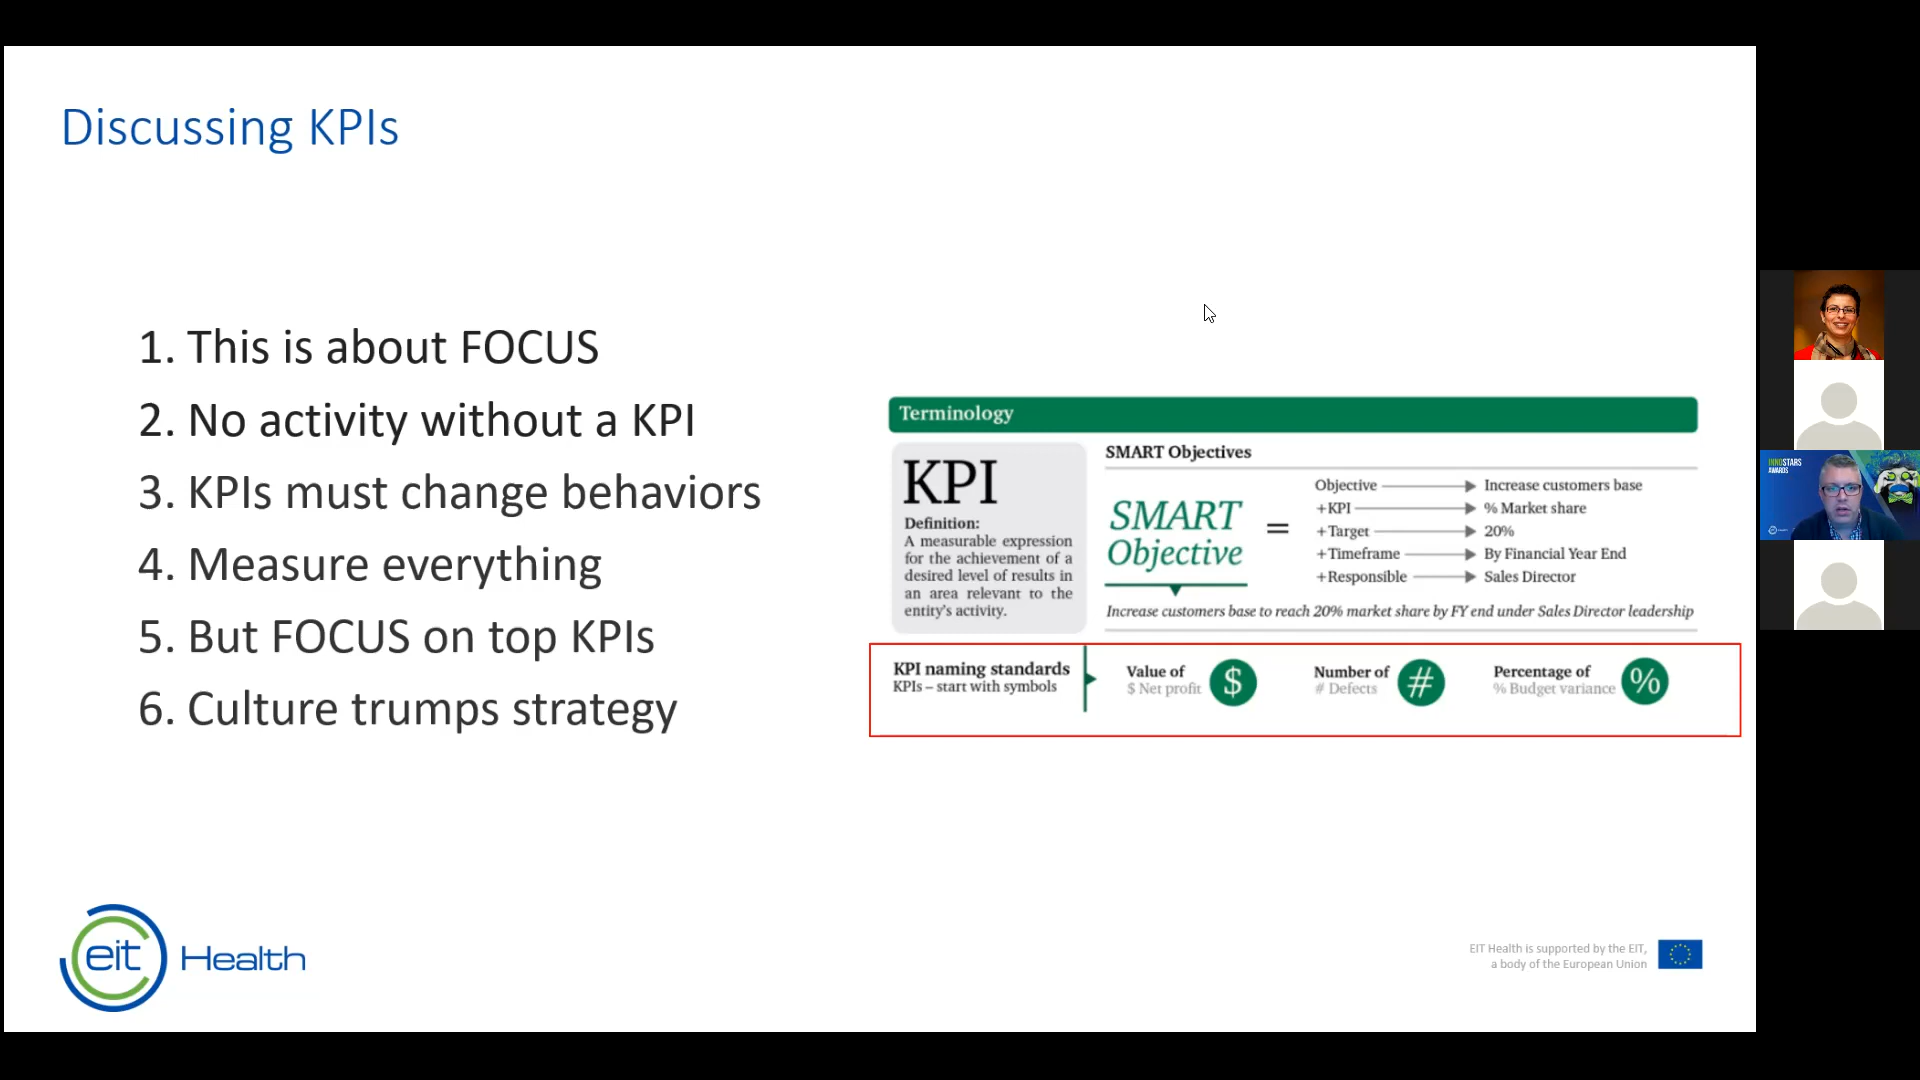 Discussing KPIs
1. This is about FOCUS
2. No activity without a KPI
3. KPIs must change behaviors
4. Measure everything
5. But FOCUS on top KPIs
6. Culture trumps strategy
Terminology
KPI
Definition:
A measurable expression
for the achievement of a
desired level of results in
an area relevant to the
entity's activity.
SMART Objectives
SMART
Objective
=
Objective
Increase customers base
+KPI
% Market share
+Target
20%
+Timeframe
By Financial Year End
+Responsible
Sales Director
Increase customers base to reach 20% market share by FY end under Sales Director leadership
KPI naming standards
KPIs – start with symbols
Value of
$ Net profit
$
Number of
# Defects
#
Percentage of
% Budget variance
%
eit Health
EIT Health is supported by the EIT,
a body of the European Union
INNOSTARS
AWARDS